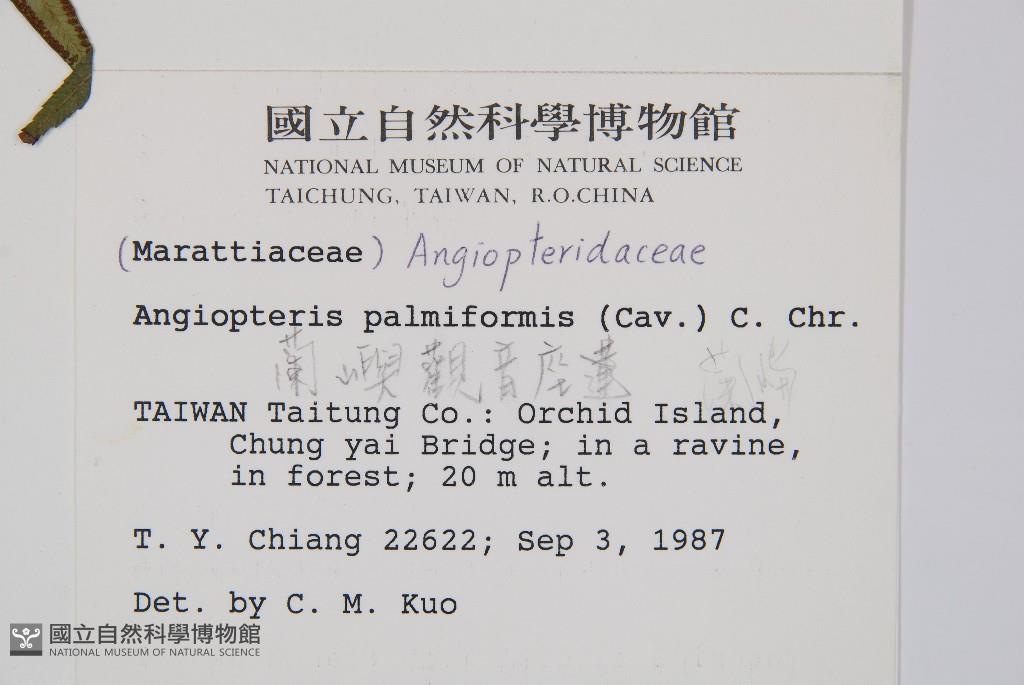 國立自然科學博物館
NATIONAL MUSEUM OF NATURAL SCIENCE
TAICHUNG, TAIWAN, R.O.CHINA
(Marattiaceae) Angiopteridaceae
Angiopteris palmiformis (Cav.) C. Chr.
蘭嶼觀音座蓮
TAIWAN Taitung Co.: Orchid Island,
Chung yai Bridge; in a ravine,
in forest; 20 m alt.
T. Y. Chiang 22622; Sep 3, 1987
Det. by C. M. Kuo
國立自然科學博物館
NATIONAL MUSEUM OF NATURAL SCIENCE